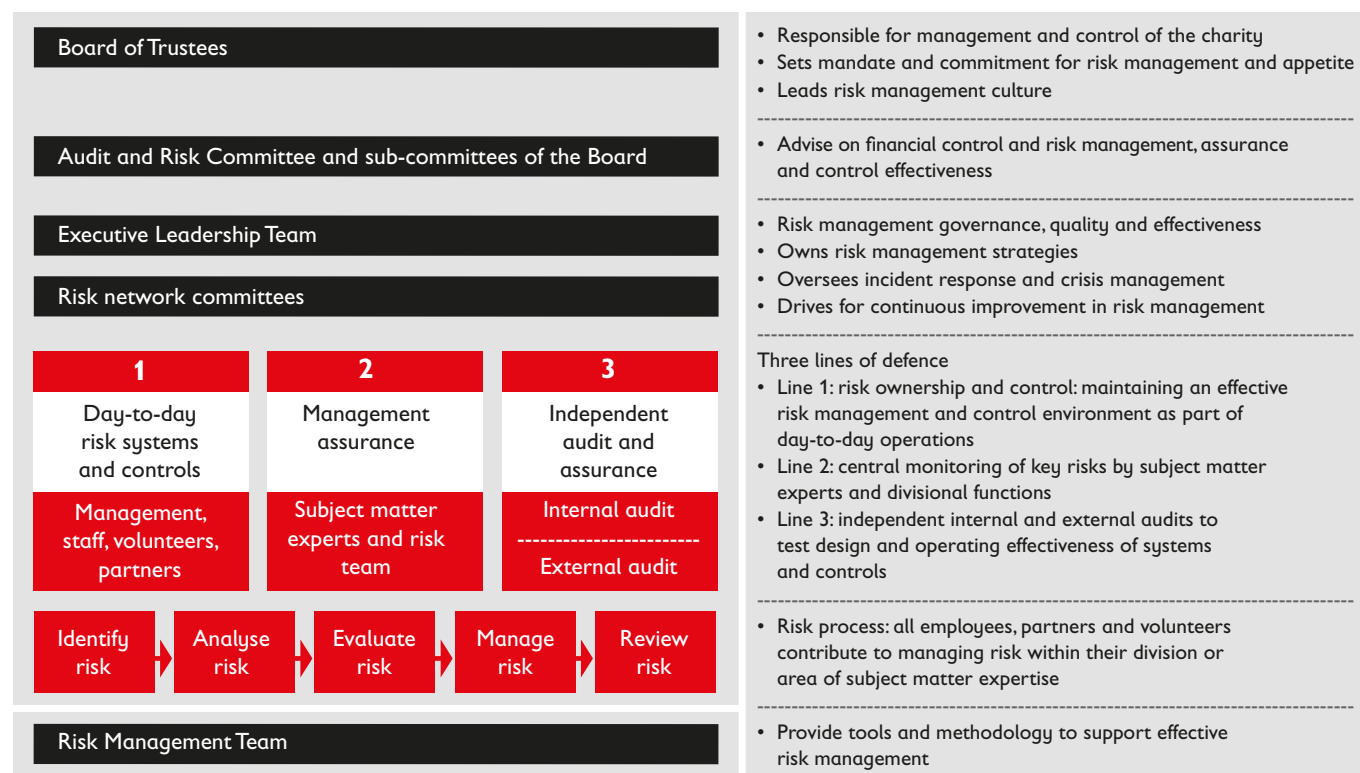 Board of Trustees
• Responsible for management and control of the charity
• Sets mandate and commitment for risk management and appetite
• Leads risk management culture
Audit and Risk Committee and sub-committees of the Board
• Advise on financial control and risk management, assurance
and control effectiveness
Executive Leadership Team
Risk network committees
• Risk management governance, quality and effectiveness
• Owns risk management strategies
• Oversees incident response and crisis management
• Drives for continuous improvement in risk management
1
Day-to-day
risk systems
and controls
Management,
staff, volunteers,
partners
2
Management
assurance
Subject matter
experts and risk
team
3
Independent
audit and
assurance
Internal audit
External audit
Three lines of defence
• Line 1: risk ownership and control: maintaining an effective
risk management and control environment as part of
day-to-day operations
• Line 2: central monitoring of key risks by subject matter
experts and divisional functions
• Line 3: independent internal and external audits to
test design and operating effectiveness of systems
and controls
Identify
risk
Analyse
risk
Evaluate
risk
Manage
risk
Review
risk
• Risk process: all employees, partners and volunteers
contribute to managing risk within their division or
area of subject matter expertise
Risk Management Team
• Provide tools and methodology to support effective
risk management